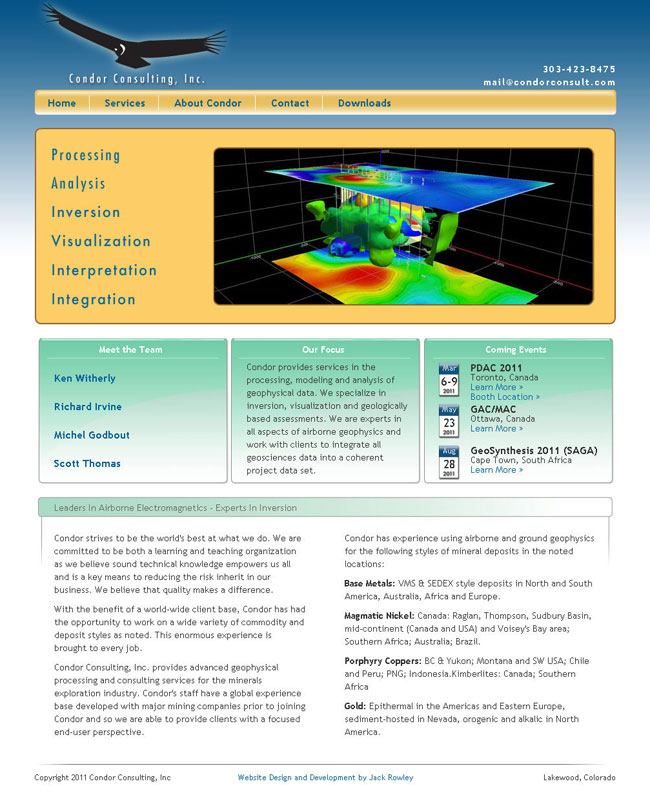 Condor Consulting, Inc.
303-423-8475
mail@condorconsult.com
Home Services About Condor Contact Downloads
Processing
Analysis
Inversion
Visualization
Interpretation
Integration
Meet the Team
Ken Witherly
Richard Irvine
Michel Godbout
Scott Thomas
Our Focus
Condor provides services in the
processing, modeling and analysis of
geophysical data. We specialize in
inversion, visualization and geologically
based assessments. We are experts in
all aspects of airborne geophysics and
work with clients to integrate all
geosciences data into a coherent
project data set.
Coming Events
Mar
6-9
2011
PDAC 2011
Toronto, Canada
Learn More »
Booth Location »
May
23
2011
GAC/MAC
Ottawa, Canada
Learn More »
Aug
28
2011
GeoSynthesis 2011 (SAGA)
Cape Town, South Africa
Learn More »
Leaders In Airborne Electromagnetics - Experts In Inversion
Condor strives to be the world's best at what we do. We are
committed to be both a learning and teaching organization
as we believe sound technical knowledge empowers us all
and is a key means to reducing the risk inherit in our
business. We believe that quality makes a difference.
With the benefit of a world-wide client base, Condor has had
the opportunity to work on a wide variety of commodity and
deposit styles as noted. This enormous experience is
brought to every job.
Condor Consulting, Inc. provides advanced geophysical
processing and consulting services for the minerals
exploration industry. Condor's staff have a global experience
base developed with major mining companies prior to joining
Condor and so we are able to provide clients with a focused
end-user perspective.
Condor has experience using airborne and ground geophysics
for the following styles of mineral deposits in the noted
locations:
Base Metals: VMS & SEDEX style deposits in North and South
America, Australia, Africa and Europe.
Magmatic Nickel: Canada: Raglan, Thompson, Sudbury Basin,
mid-continent (Canada and USA) and Voisey's Bay area;
Southern Africa; Australia; Brazil.
Porphyry Coppers: BC & Yukon; Montana and SW USA; Chile
and Peru; PNG; Indonesia.Kimberlites: Canada; Southern
Africa
Gold: Epithermal in the Americas and Eastern Europe,
sediment-hosted in Nevada, orogenic and alkalic in North
America.
Copyright 2011 Condor Consulting, Inc
Website Design and Development by Jack Rowley
Lakewood, Colorado